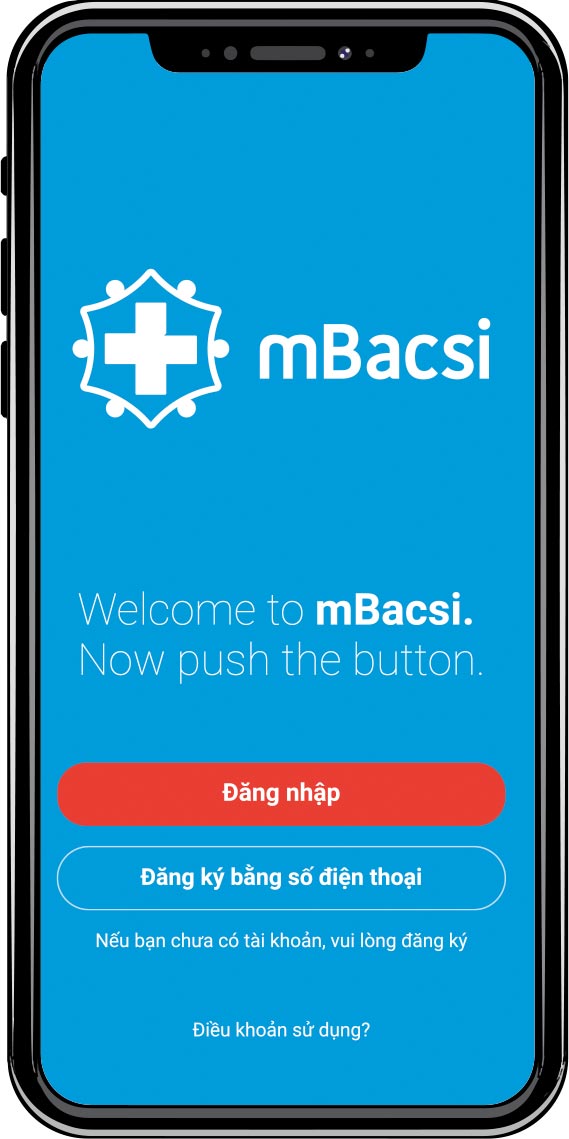 mBacsi
Welcome to mBacsi.
Now push the button.
Đăng nhập
Đăng ký bằng số điện thoại
Nếu bạn chưa có tài khoản, vui lòng đăng ký
Điều khoản sử dụng?